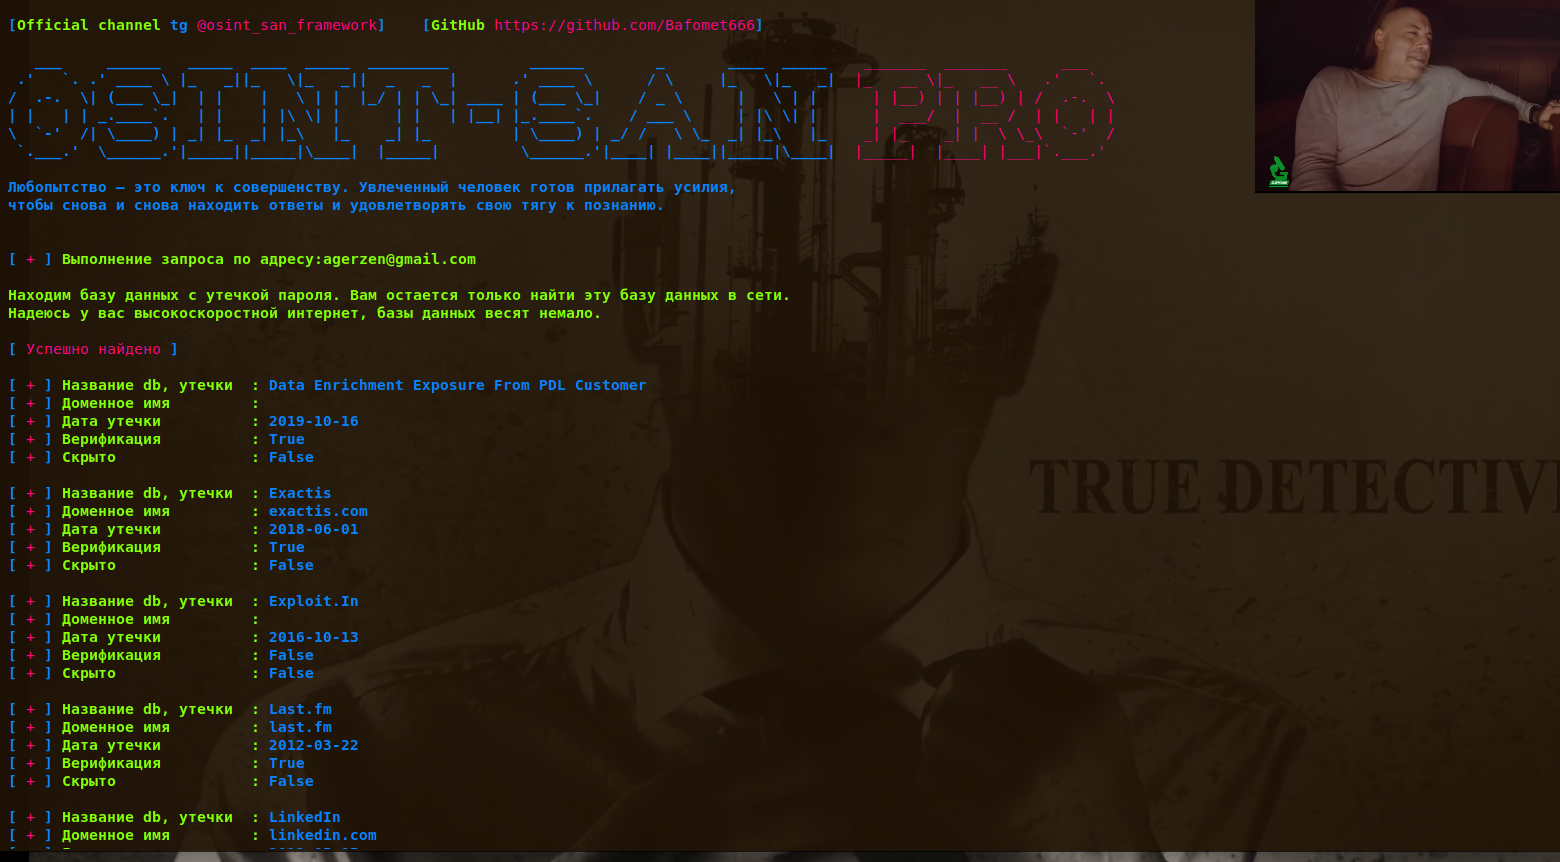 [Official channel tg @osint_san_framework]    [GitHub https://github.com/Bafomet666]
OSINT-SAN PRO
Любопытство — это ключ к совершенству. Увлеченный человек готов прилагать усилия,
чтобы снова и снова находить ответы и удовлетворять свою тягу к познанию.
[ + ] Выполнение запроса по адресу:agerzen@gmail.com
Находим базу данных с утечкой пароля. Вам остается только найти эту базу данных в сети.
Надеюсь у вас высокоскоростной интернет, базы данных весят немало.
[ Успешно найдено ]
[ + ] Название db, утечки  : Data Enrichment Exposure From PDL Customer
[ + ] Доменное имя         :
[ + ] Дата утечки          : 2019-10-16
[ + ] Верификация          : True
[ + ] Скрыто               : False
[ + ] Название db, утечки  : Exactis
[ + ] Доменное имя         : exactis.com
[ + ] Дата утечки          : 2018-06-01
[ + ] Верификация          : True
[ + ] Скрыто               : False
TRUE DETECTIV
[ + ] Название db, утечки  : Exploit.In
[ + ] Доменное имя         :
[ + ] Дата утечки          : 2016-10-13
[ + ] Верификация          : False
[ + ] Скрыто               : False
[ + ] Название db, утечки  : Last.fm
[ + ] Доменное имя         : last.fm
[ + ] Дата утечки          : 2012-03-22
[ + ] Верификация          : True
[ + ] Скрыто               : False
[ + ] Название db, утечки  : LinkedIn
[ + ] Доменное имя         : linkedin.com